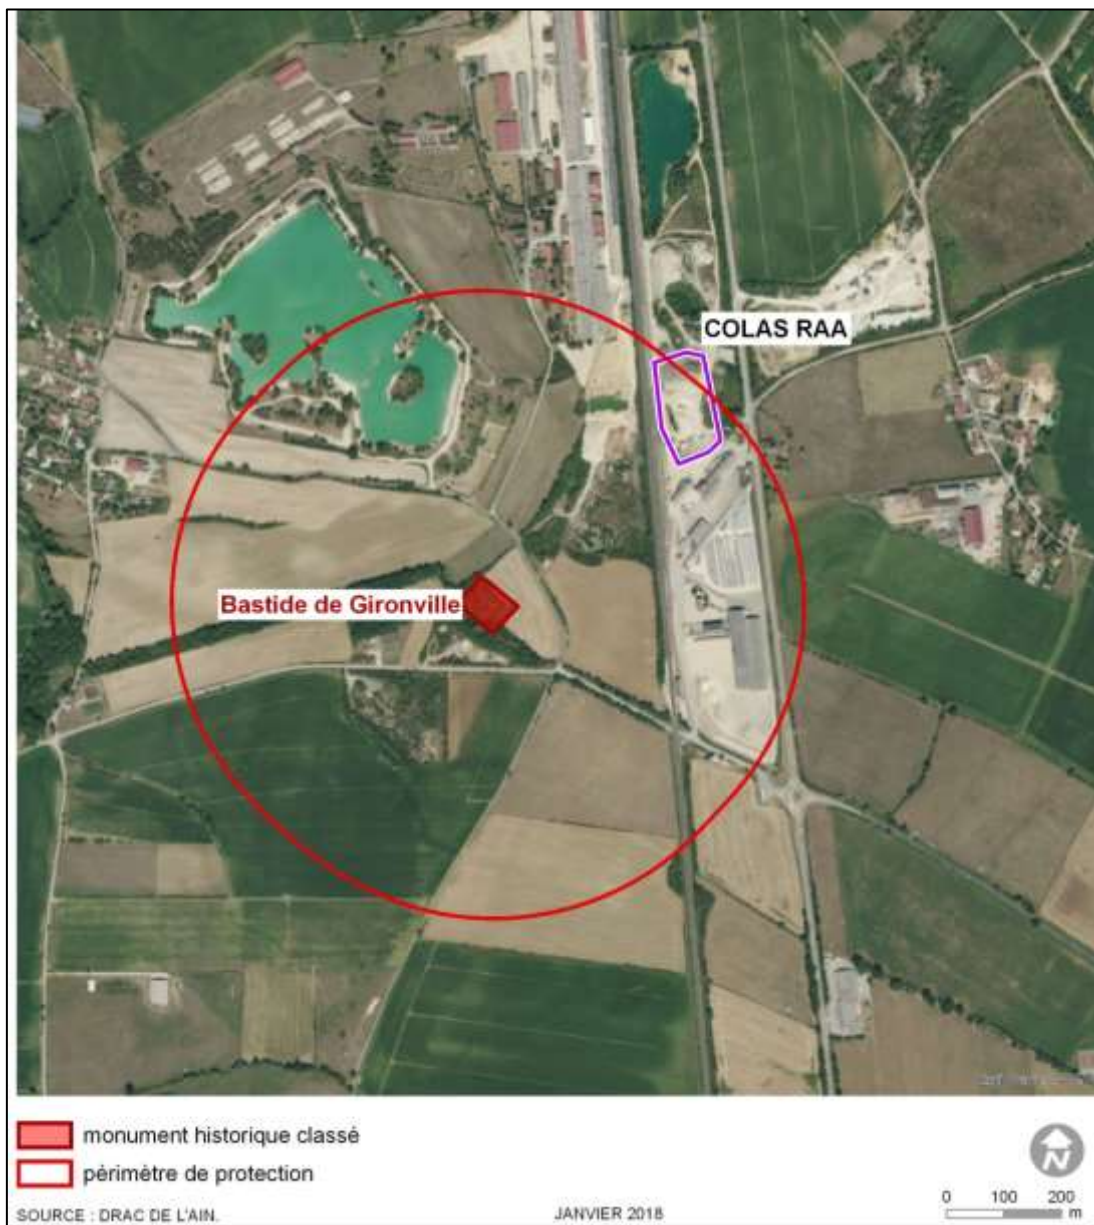 COLAS RAA
Bastide de Gironville
monument historique classé
périmètre de protection
N
0 100 200
m
SOURCE : DRAC DE L'AIN.
JANVIER 2018